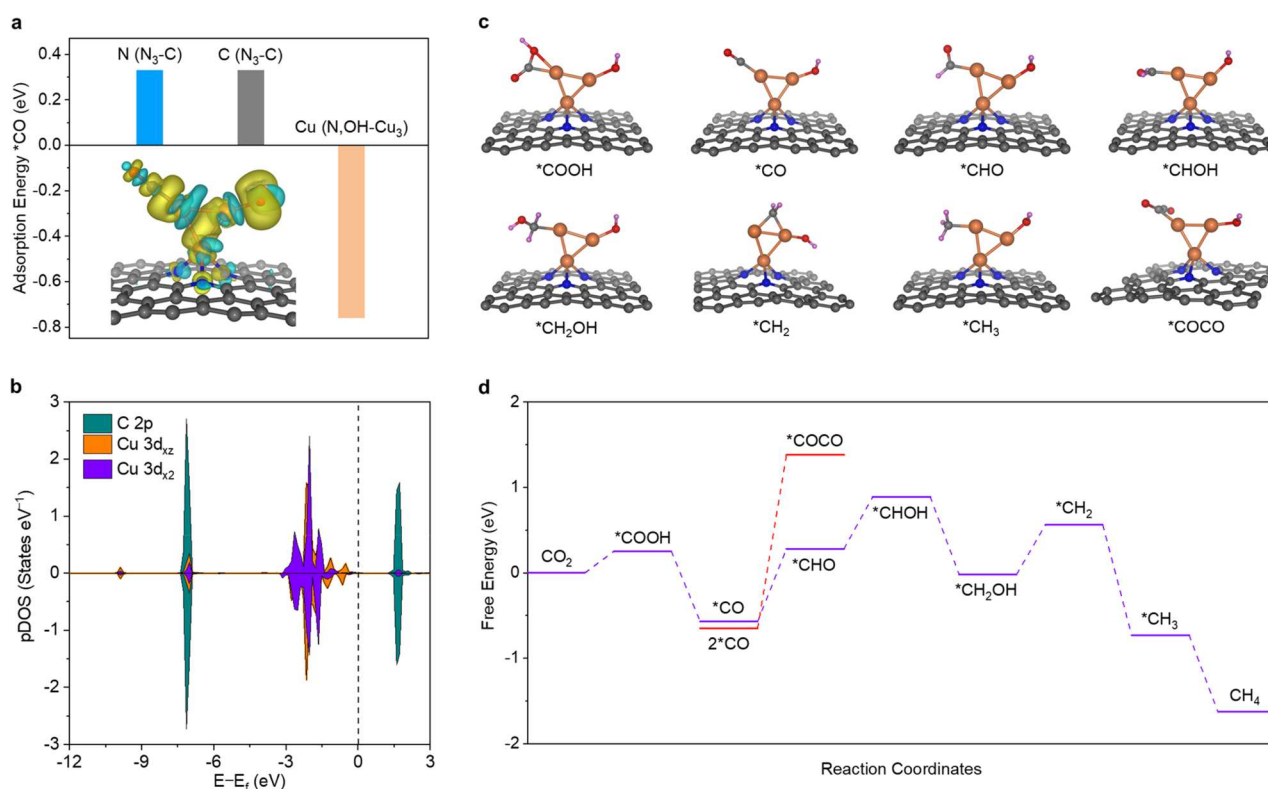 a
Adsorption Energy *CO (eV)
0.4
0.2
0.0
-0.2
-0.4
-0.6
-0.8
N (N₃-C)
C (N₃-C)
Cu (N,OH-Cu₃)
b
pDOS (States eV⁻¹)
3
2
1
0
1
2
-3
C 2p
Cu 3dxz
Cu 3dx2
-12 -9 -6 -3 0 3
E−Ef (eV)
c
*COOH
*CO
*CHO
*CHOH
*CH₂OH
*CH₂
*CH₃
*COCO
d
Free Energy (eV)
2
1
0
-1
-2
CO₂
*COOH
*CO
2*CO
*COCO
*CHO
*CHOH
*CH₂OH
*CH₂
*CH₃
CH₄
Reaction Coordinates